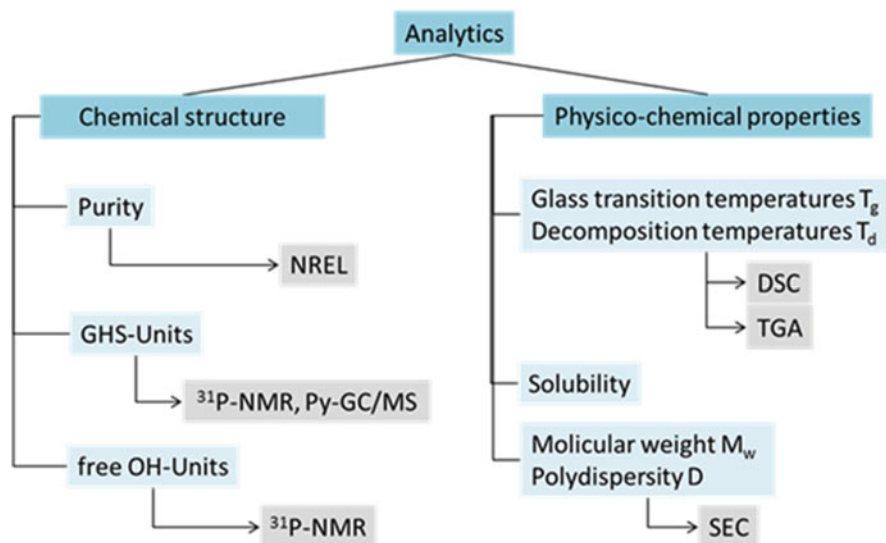 Analytics
Chemical structure
Purity
NREL
GHS-Units
³¹P-NMR, Py-GC/MS
free OH-Units
³¹P-NMR
Physico-chemical properties
Glass transition temperatures Tg
Decomposition temperatures Td
DSC
TGA
Solubility
Molicular weight Mw
Polydispersity D
SEC